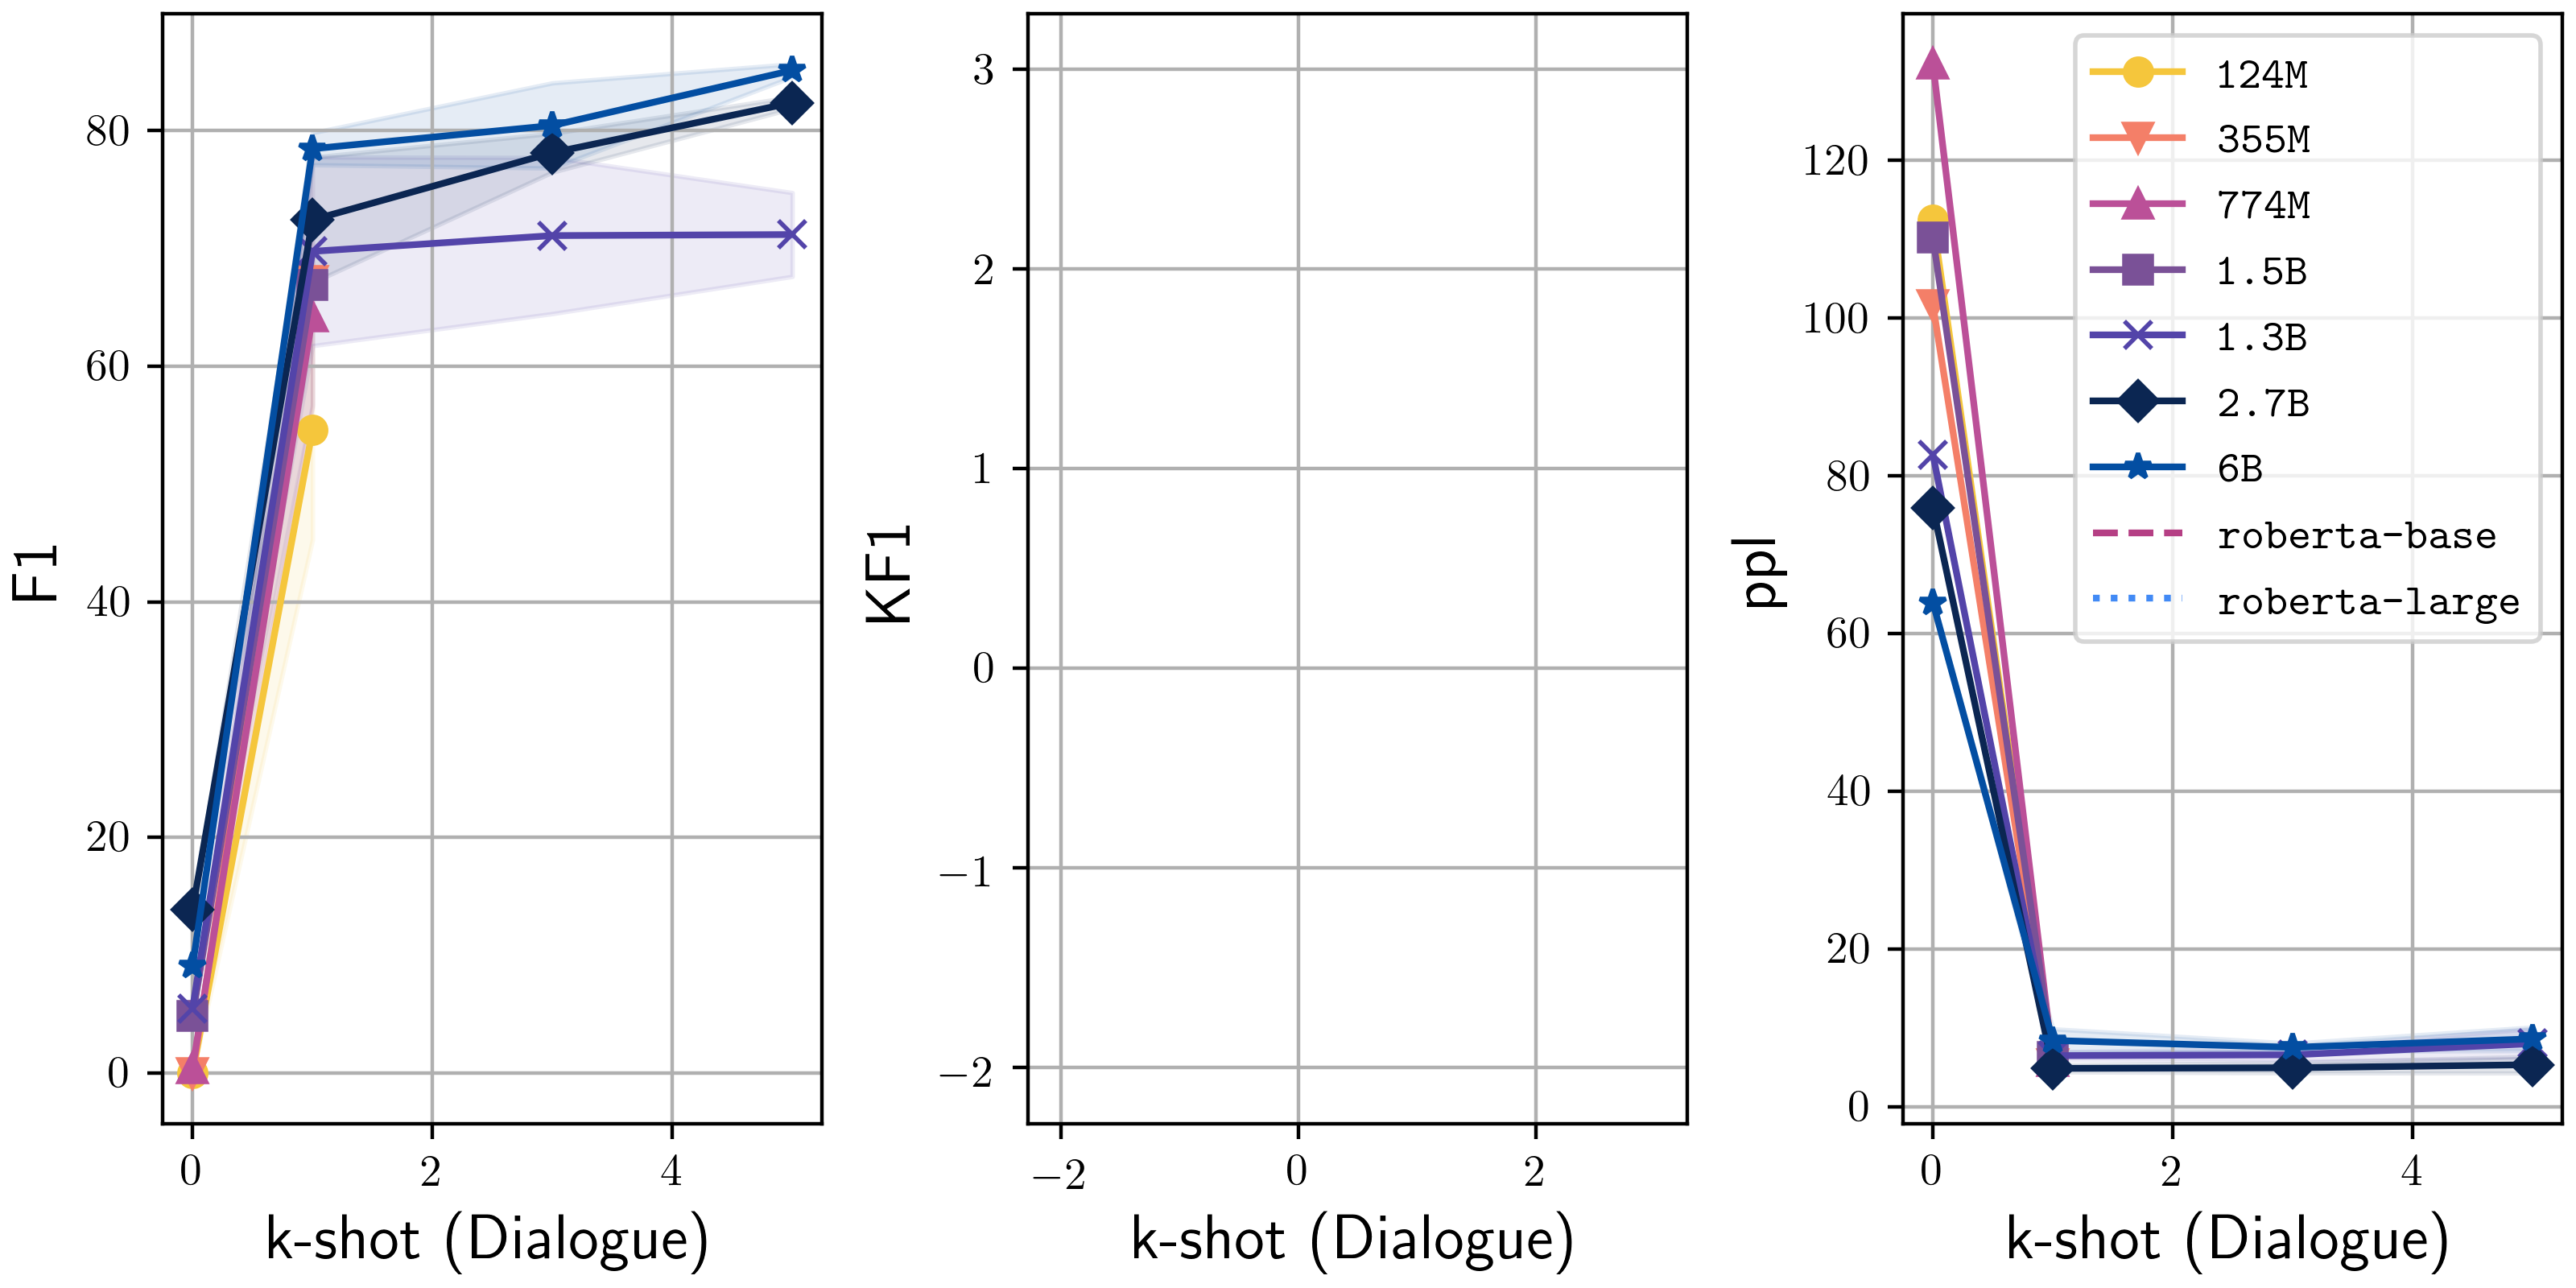 F1
80
60
40
20
0
0 2 4
k-shot (Dialogue)
KF1
3
2
1
0
−1
−2
−2 0 2
k-shot (Dialogue)
ppl
120
100
80
60
40
20
0
0 2 4
k-shot (Dialogue)
124M
355M
774M
1.5B
1.3B
2.7B
6B
roberta-base
roberta-large